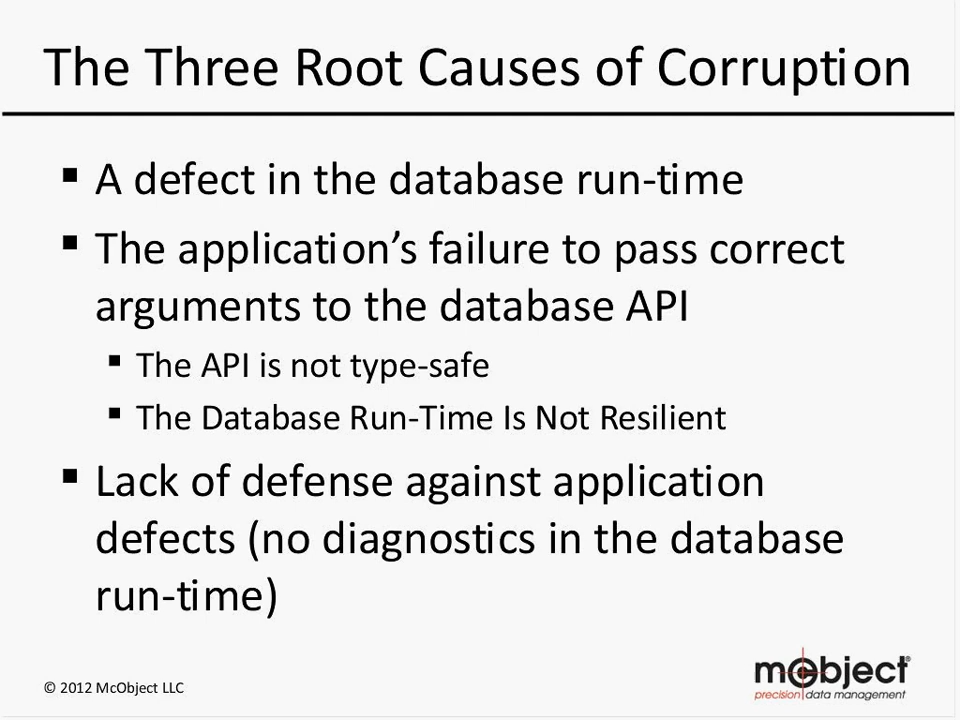 The Three Root Causes of Corruption
▪ A defect in the database run-time
▪ The application’s failure to pass correct
arguments to the database API
▪ The API is not type-safe
▪ The Database Run-Time Is Not Resilient
▪ Lack of defense against application
defects (no diagnostics in the database
run-time)
© 2012 McObject LLC
mcobject®
precision data management